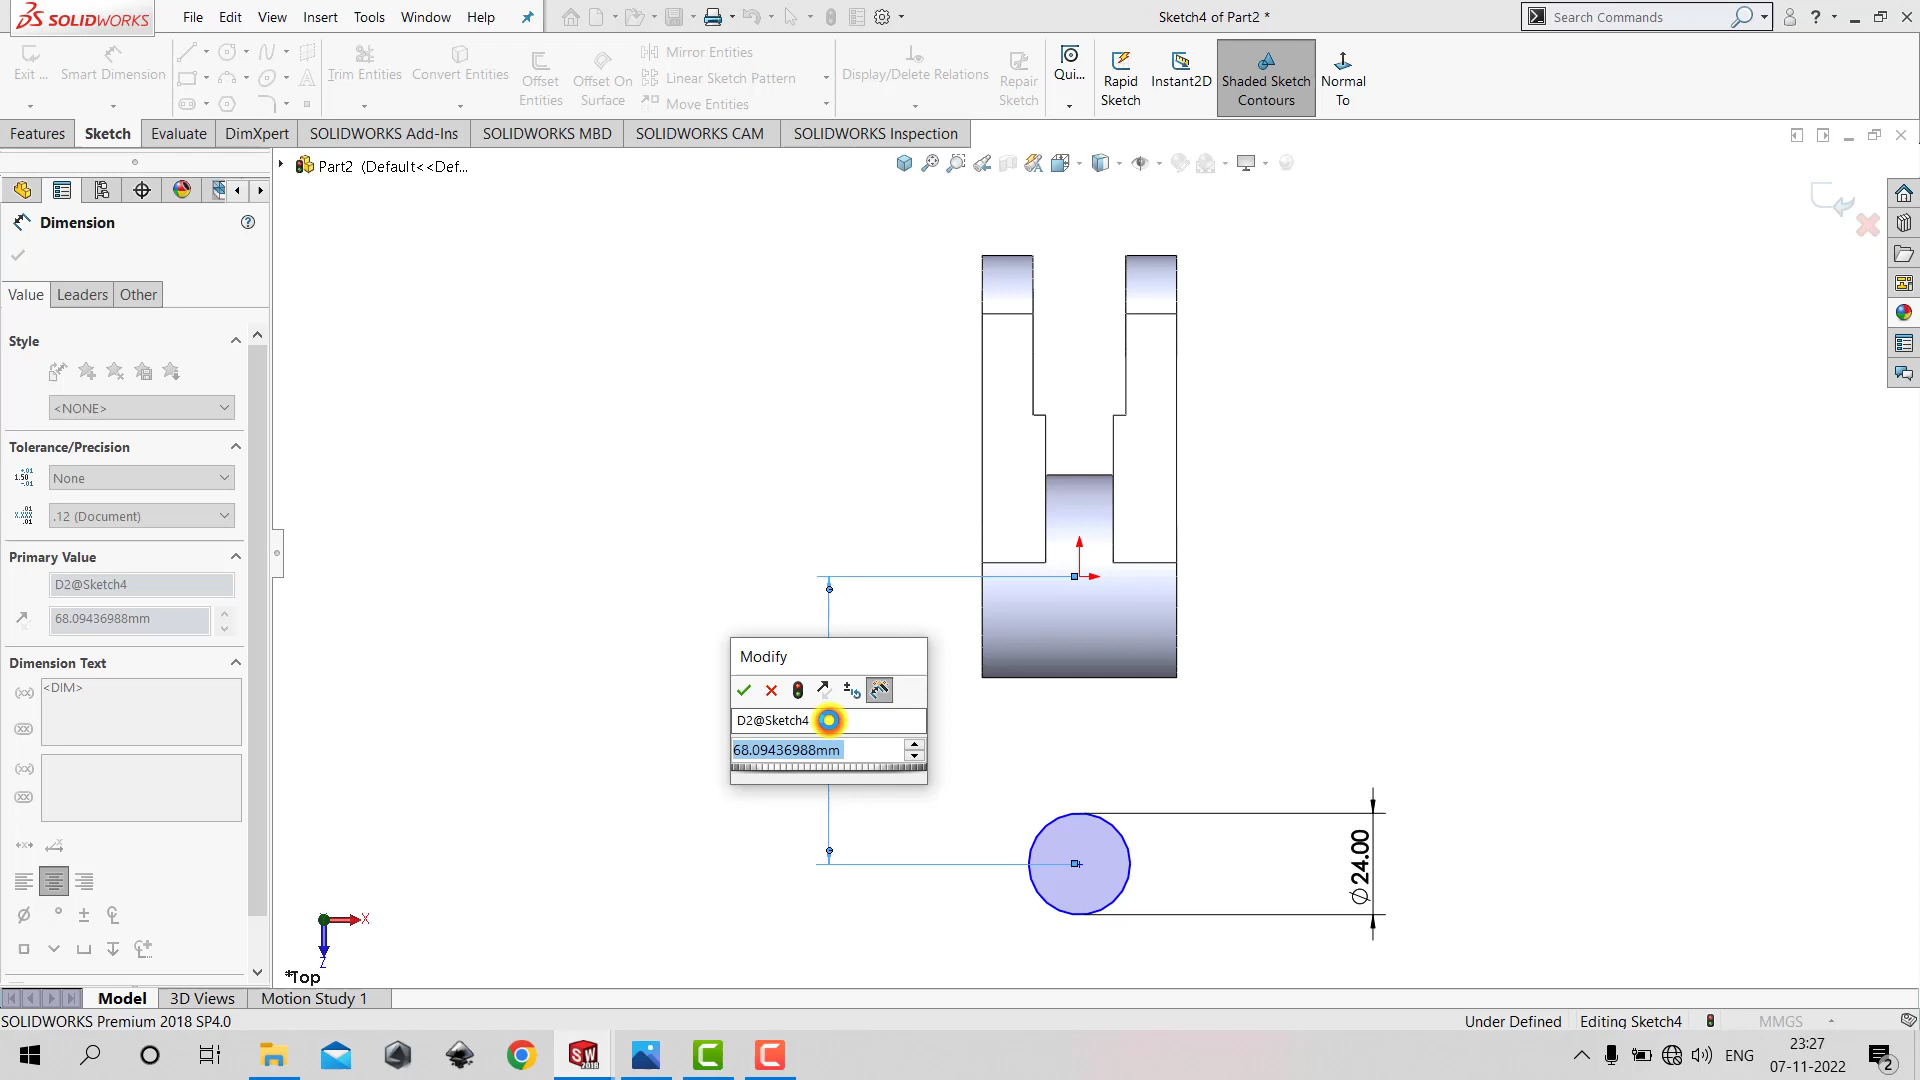 SOLIDWORKS File Edit View Insert Tools Window Help Sketch4 of Part2 * Search Commands
Exit ... Smart Dimension Trim Entities Convert Entities Offset Entities Offset On Surface Mirror Entities Linear Sketch Pattern Move Entities Display/Delete Relations Repair Sketch Qui... Rapid Sketch Instant2D Shaded Sketch Contours Normal To
Features Sketch Evaluate DimXpert SOLIDWORKS Add-Ins SOLIDWORKS MBD SOLIDWORKS CAM SOLIDWORKS Inspection
Part2 (Default<<Def...
Dimension
Value Leaders Other
Style
<NONE>
Tolerance/Precision
None
.12 (Document)
Primary Value
D2@Sketch4
68.09436988mm
Dimension Text
<DIM>
Modify
D2@Sketch4
68.09436988mm
⌀24.00
X
Z
*Top
Model 3D Views Motion Study 1
SOLIDWORKS Premium 2018 SP4.0 Under Defined Editing Sketch4 MMGS
ENG 23:27
07-11-2022
2